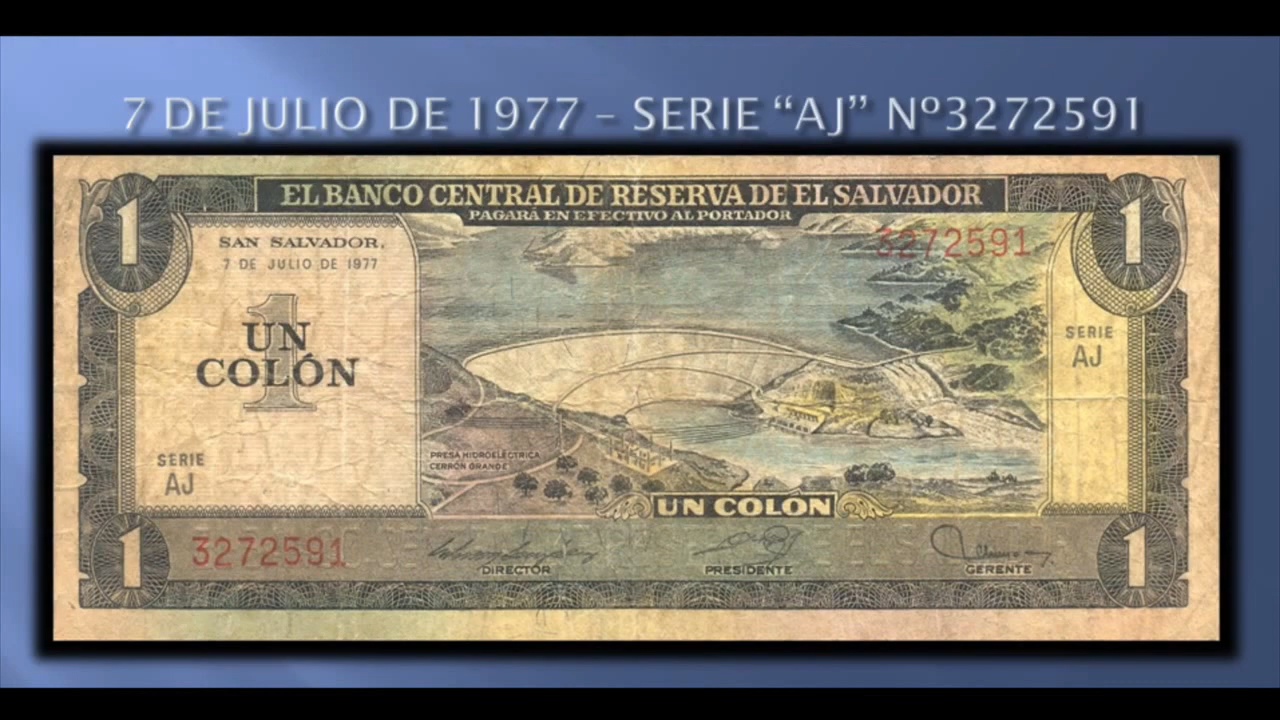 7 DE JULIO DE 1977 – SERIE “AJ” Nº3272591
1
EL BANCO CENTRAL DE RESERVA DE EL SALVADOR
1
PAGARÁ EN EFECTIVO AL PORTADOR
SAN SALVADOR,
7 DE JULIO DE 1977
3272591
1
UN
COLÓN
SERIE
AJ
SERIE
AJ
PRESA HIDROELÉCTRICA
CERRÓN GRANDE
UN COLÓN
1
3272591
DIRECTOR
PRESIDENTE
GERENTE
1